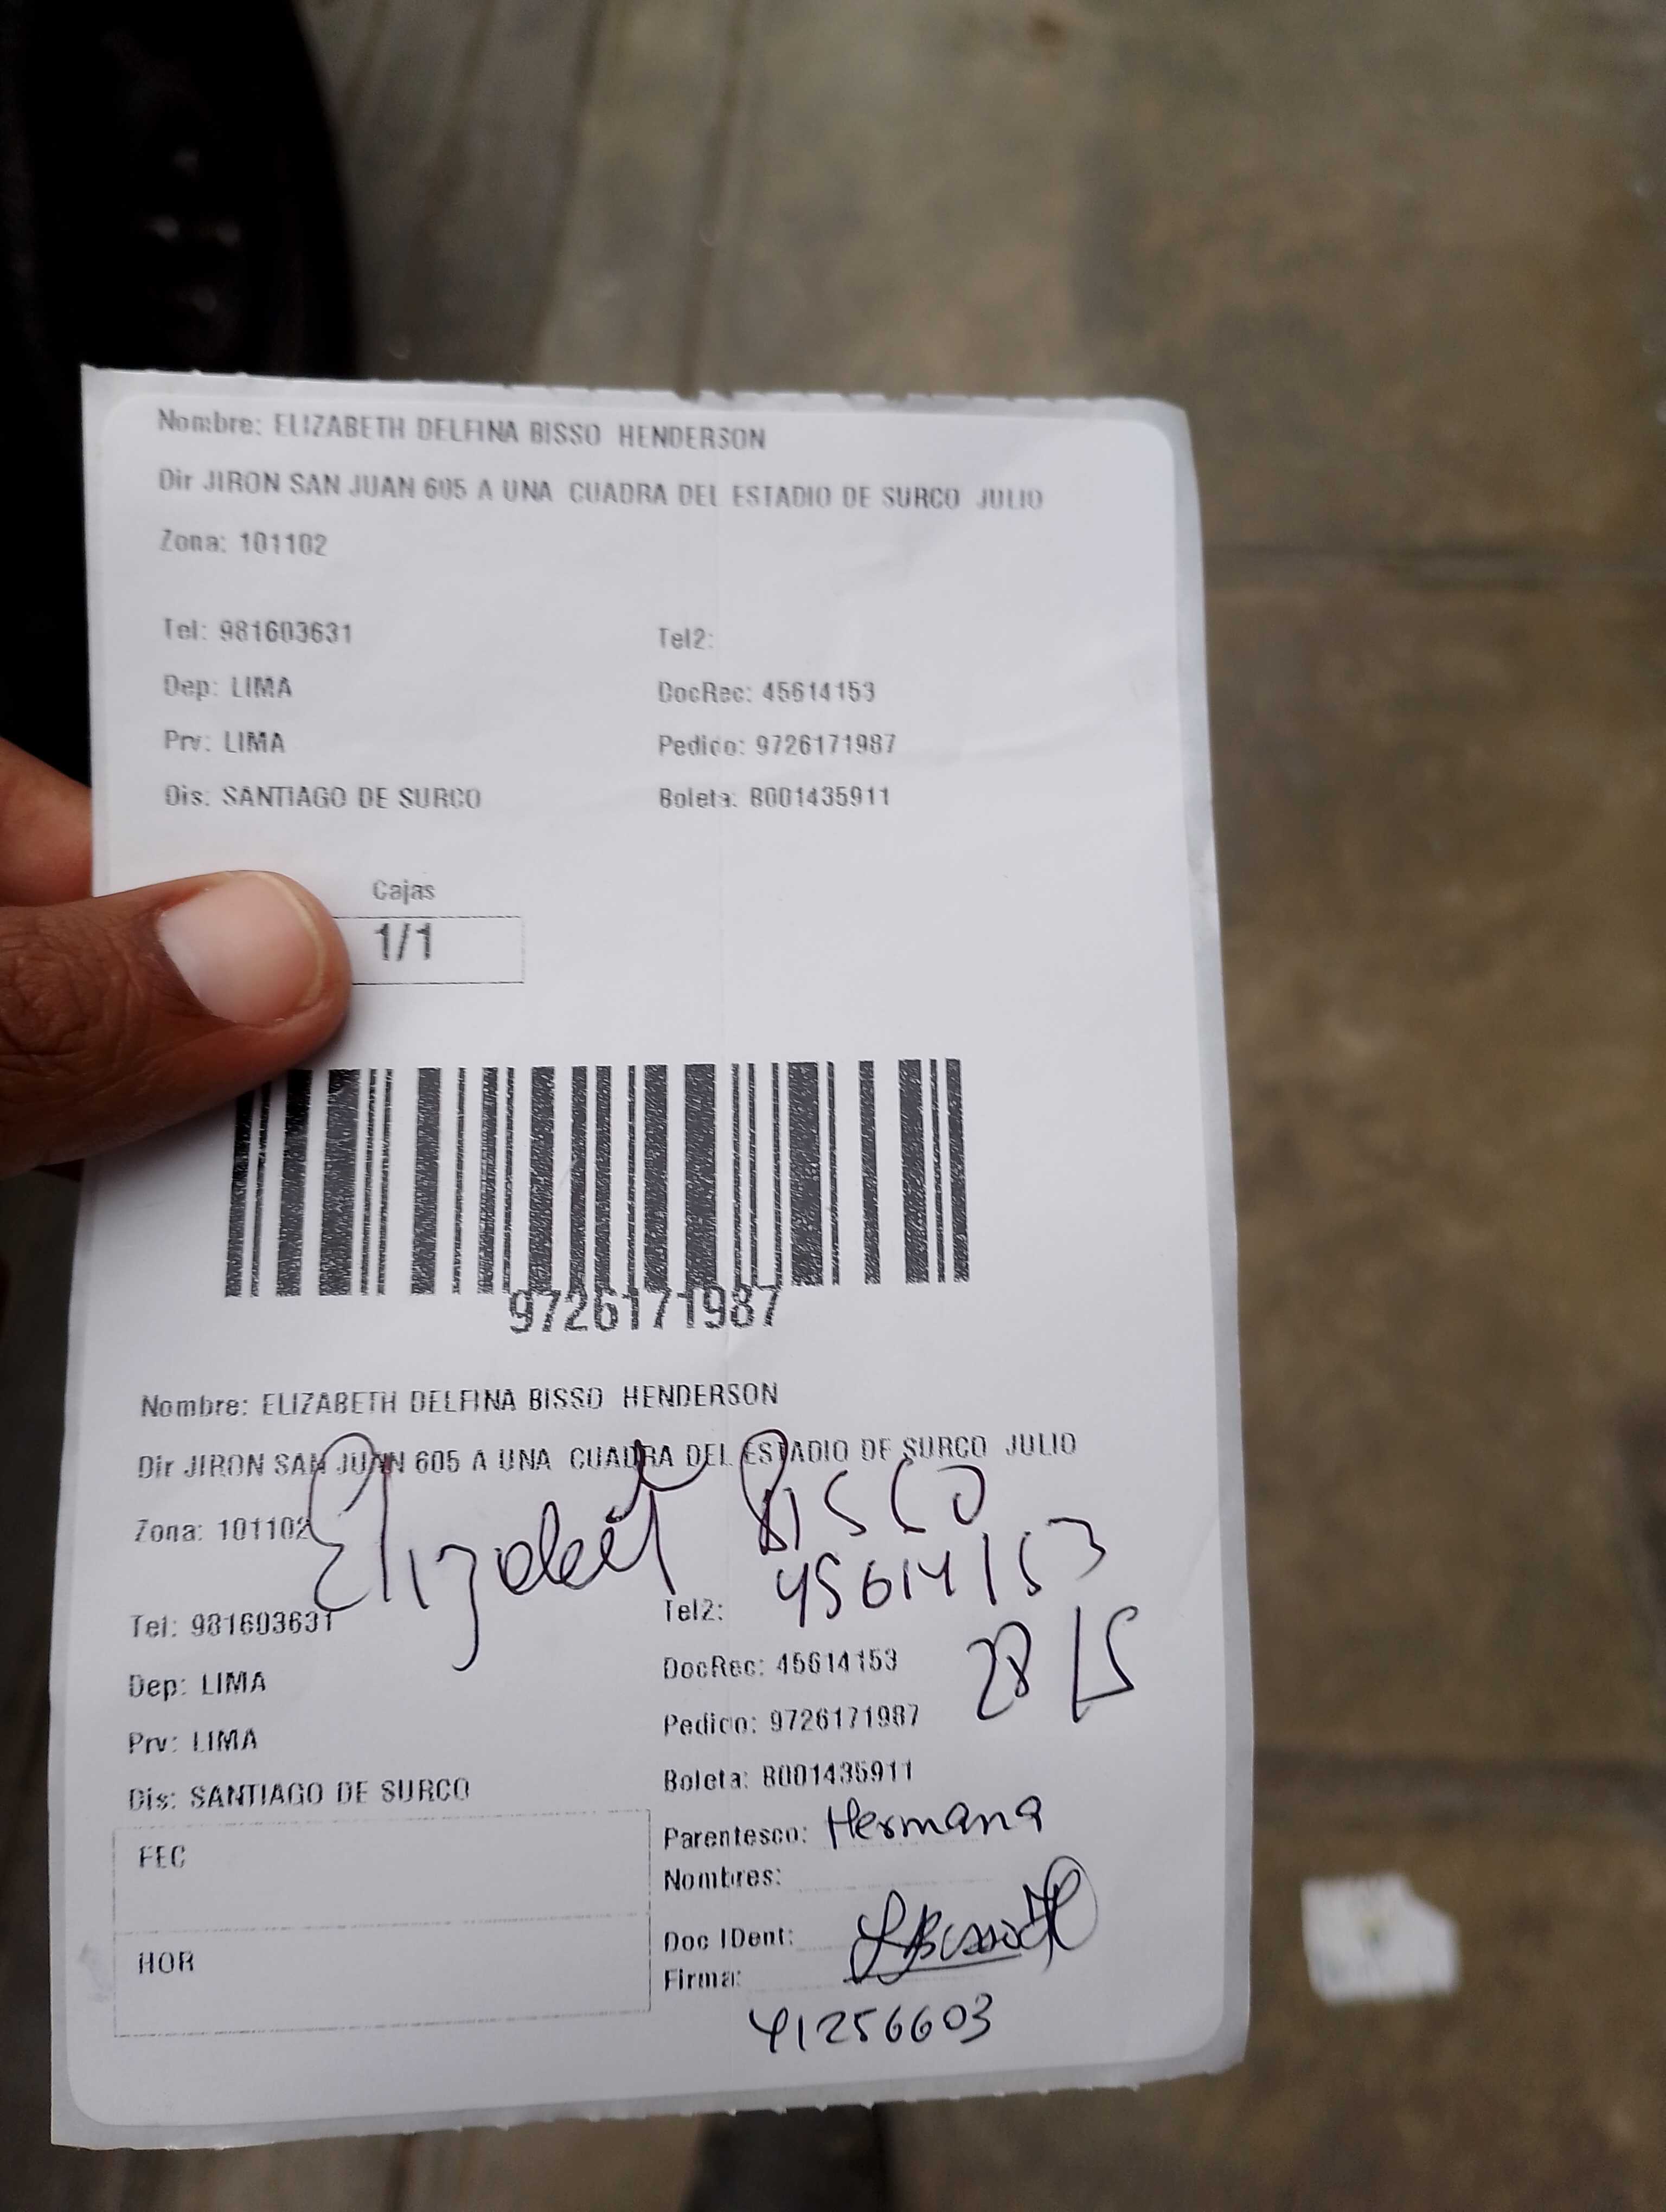 Nombre: ELIZABETH DELFINA BISSO HENDERSON
Dir JIRON SAN JUAN 605 A UNA CUADRA DEL ESTADIO DE SURCO JULIO
Zona: 101102
Tel: 981603631
Tel2:
Dep: LIMA
DocRec: 45614153
Prv: LIMA
Pedido: 9726171987
Dis: SANTIAGO DE SURCO
Boleta: B001435911
Cajas
1/1
9726171987
Nombre: ELIZABETH DELFINA BISSO HENDERSON
Dir JIRON SAN JUAN 605 A UNA CUADRA DEL ESTADIO DE SURCO JULIO
Elizabeth BISSO
Zona: 101102
45614153
Tel: 981603631
Tel2:
28/5
Dep: LIMA
DocRec: 45614153
Prv: LIMA
Pedido: 9726171987
Dis: SANTIAGO DE SURCO
Boleta: B001435911
FEC
Parentesco: Hermana
Nombres:
HOR
Doc IDent:
Firma:
41256603